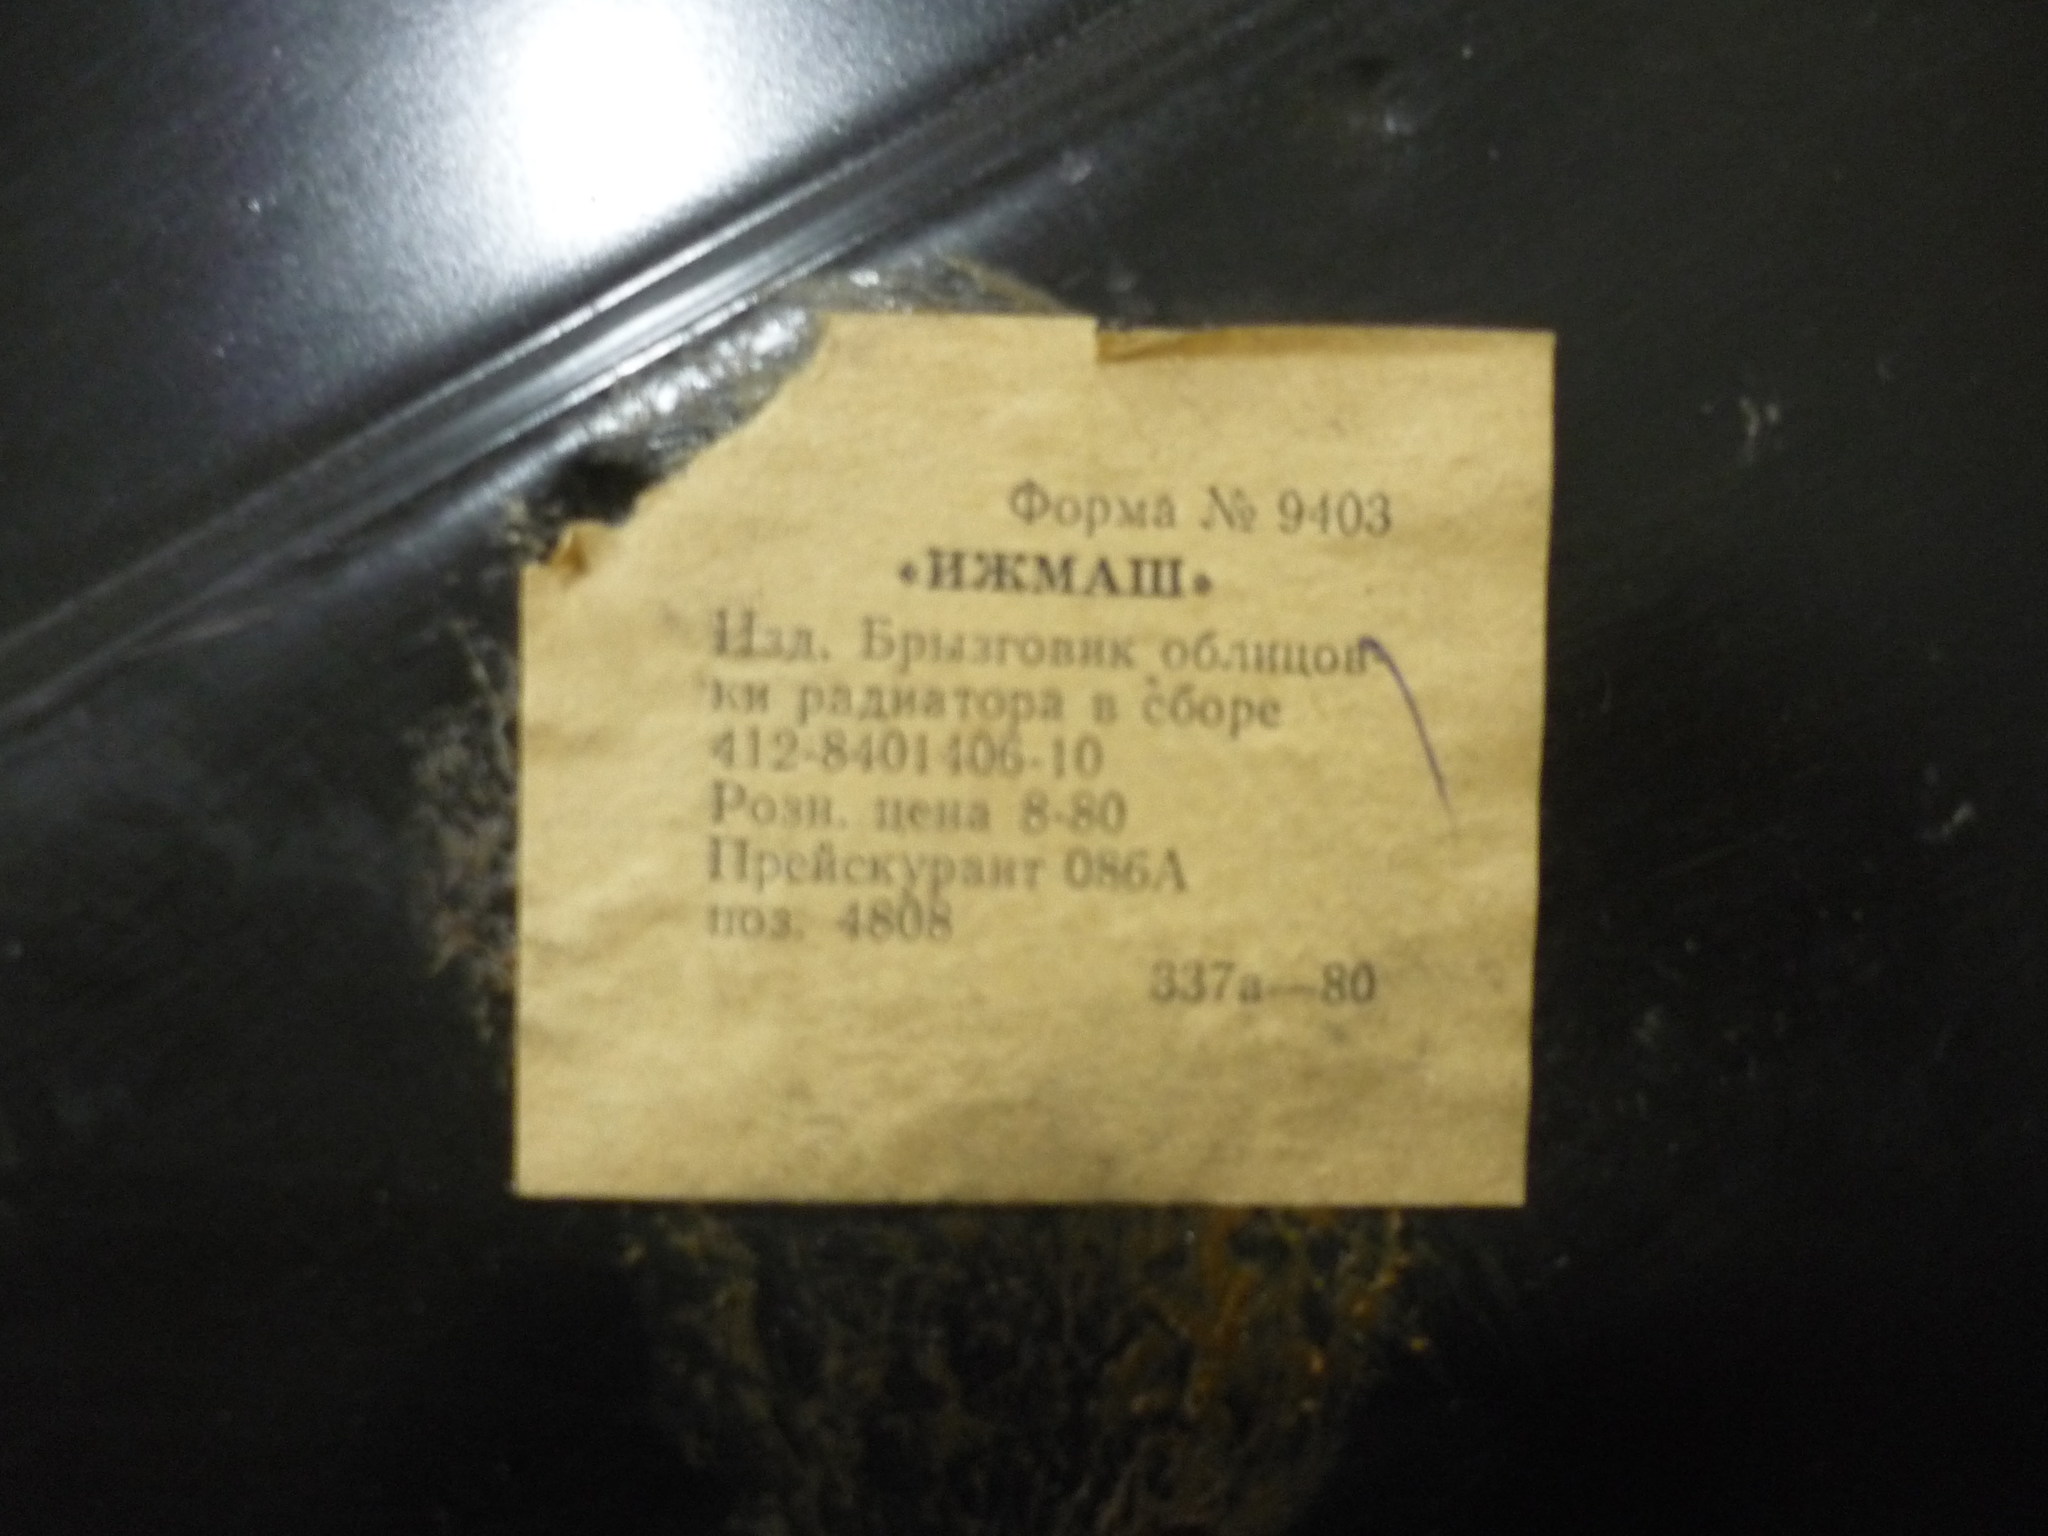 Форма № 9403
«ИЖМАШ»
Изд. Брызговик облицов-
ки радиатора в сборе
412-8401406-10
Розн. цена 8-80
Прейскурант 086А
поз. 4808
337а—80